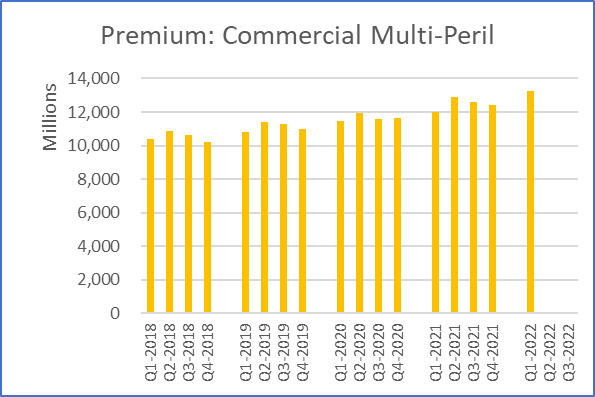 Premium: Commercial Multi-Peril
Millions
14,000
12,000
10,000
8,000
6,000
4,000
2,000
0
Q1-2018
Q2-2018
Q3-2018
Q4-2018
Q1-2019
Q2-2019
Q3-2019
Q4-2019
Q1-2020
Q2-2020
Q3-2020
Q4-2020
Q1-2021
Q2-2021
Q3-2021
Q4-2021
Q1-2022
Q2-2022
Q3-2022